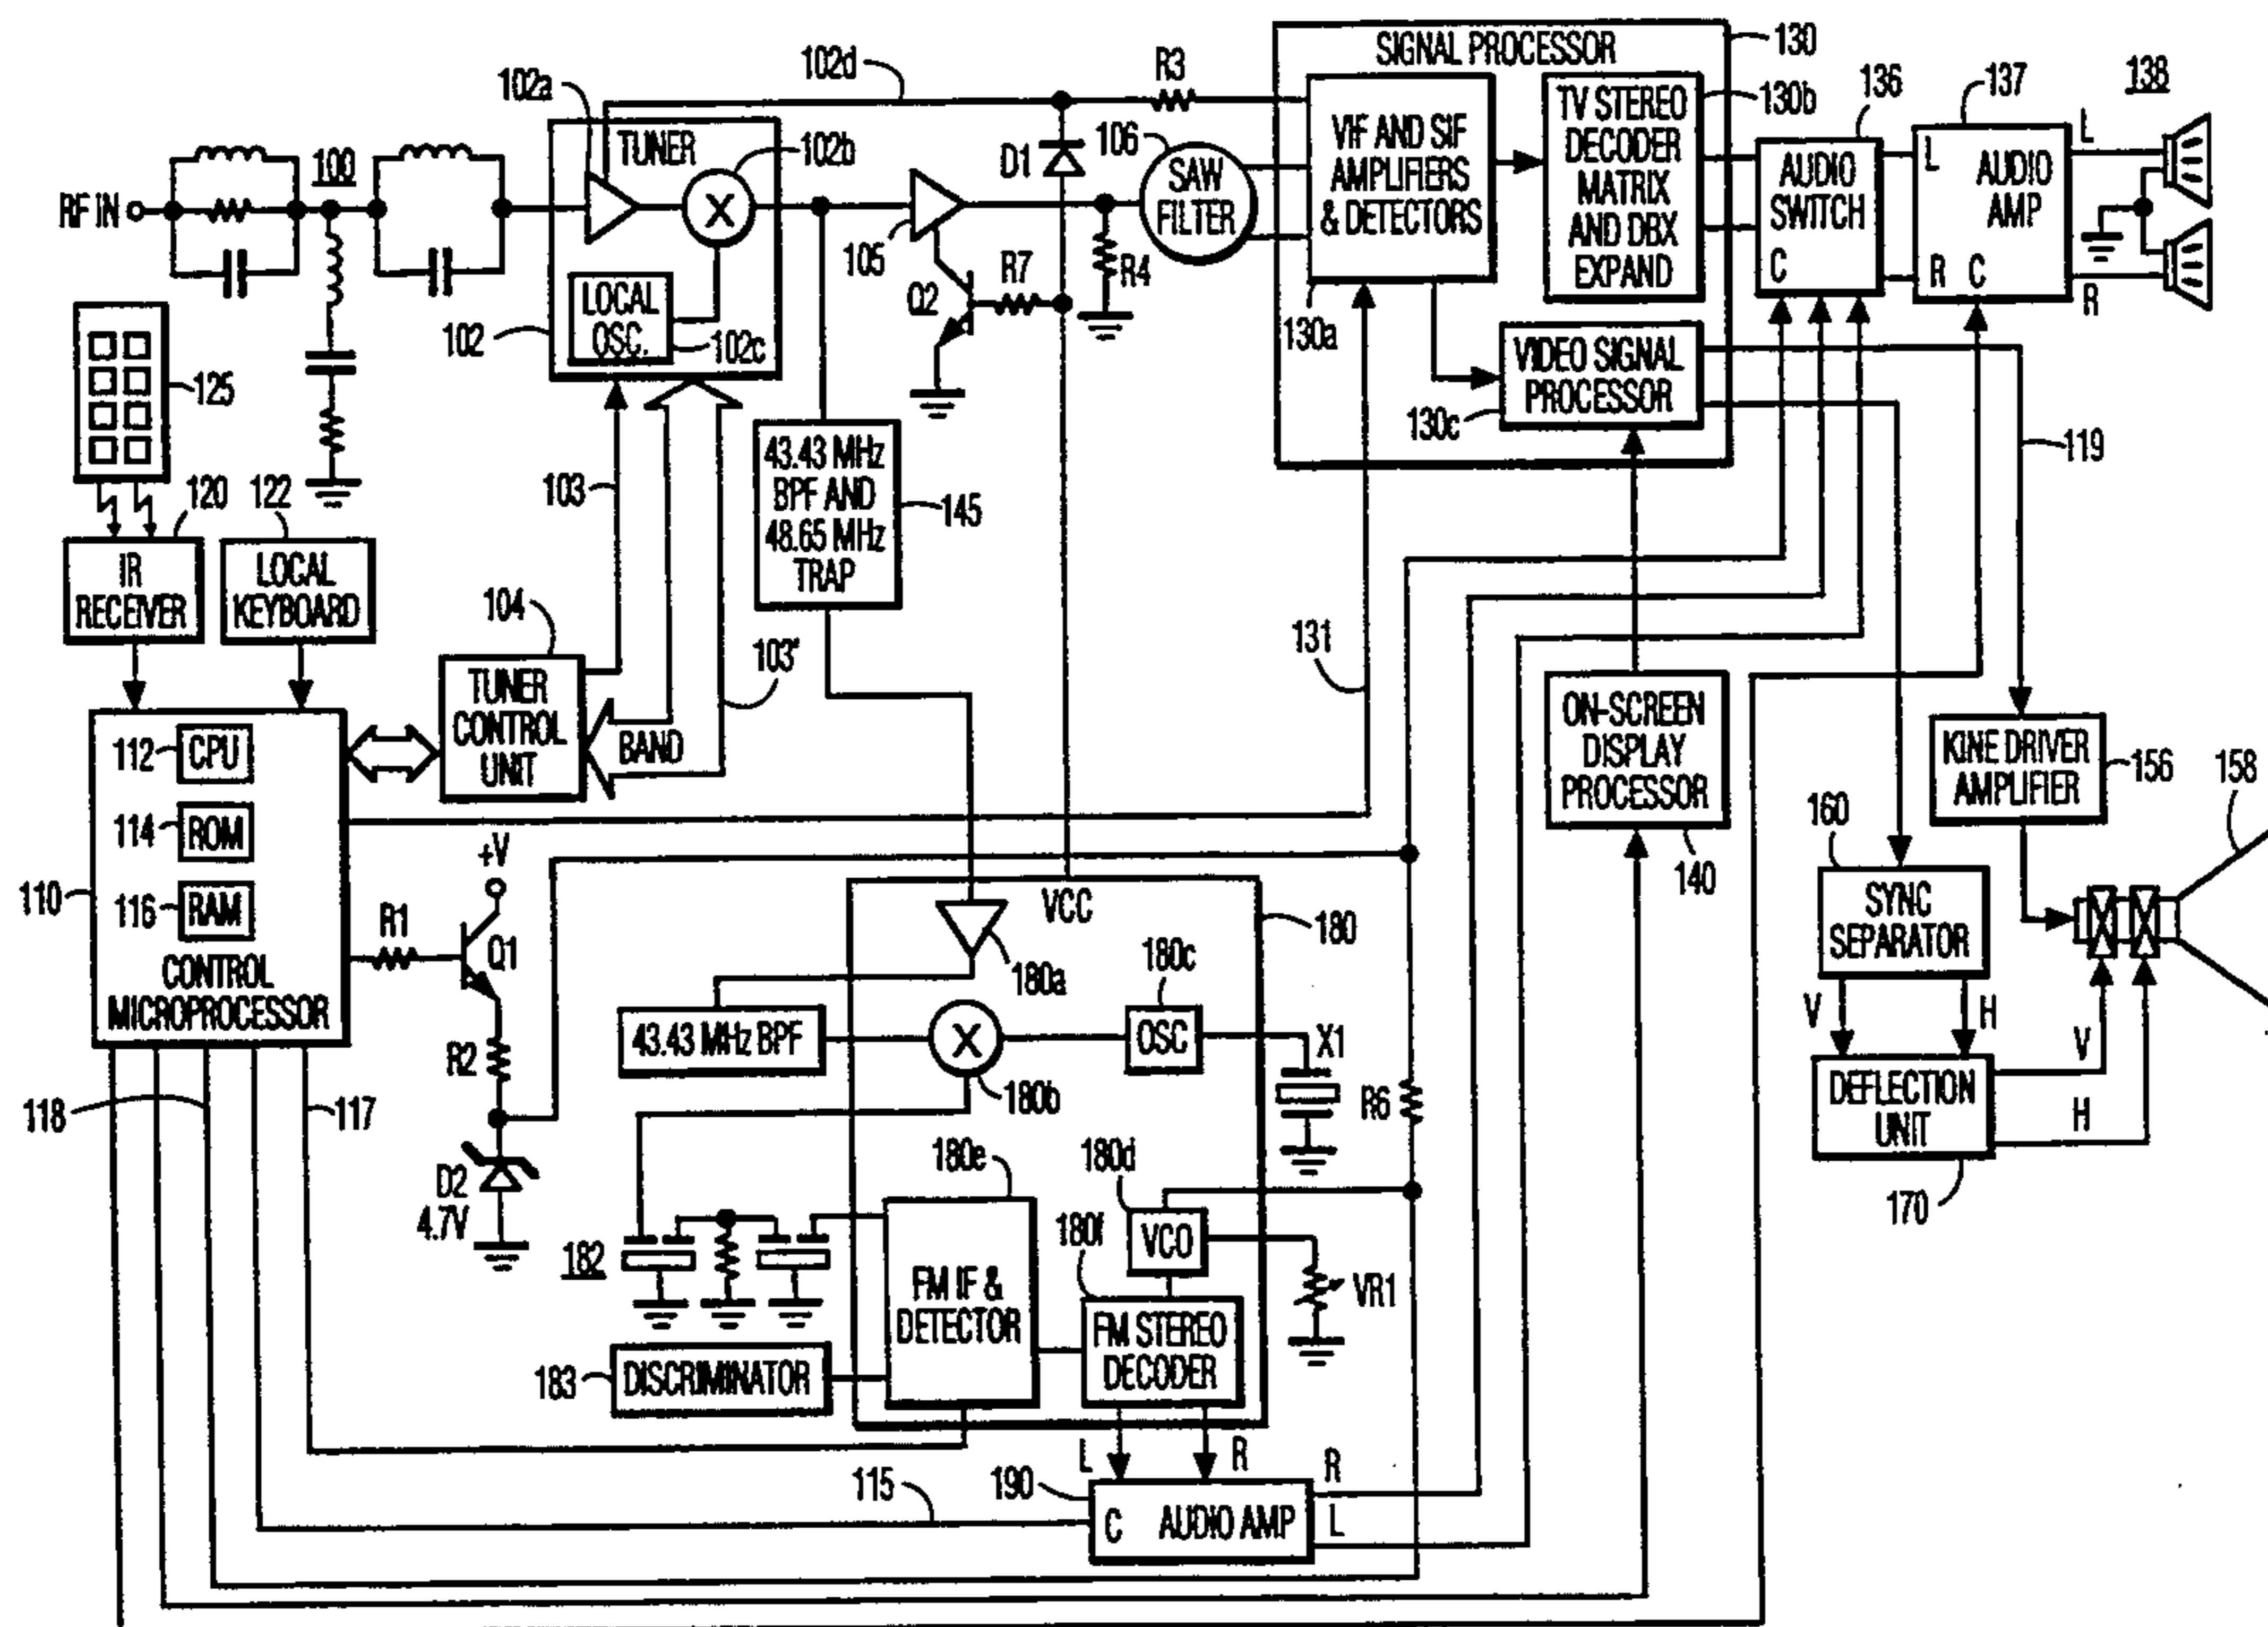 SIGNAL PROCESSOR
130
102d
R3
102a
136
137
138
TUNER
102b
106
VIF AND SIF
AMPLIFIERS
& DETECTORS
TV STEREO
DECODER
MATRIX
AND DBX
EXPAND
130b
L
100
D1
SAW
FILTER
AUDIO
SWITCH
C
L
AUDIO
AMP
RF IN
X
105
R7
R4
R
C
R
Q2
LOCAL
OSC.
102
102c
130a
VIDEO SIGNAL
PROCESSOR
130c
125
43.43 MHz
BPF AND
48.65 MHz
TRAP
145
119
103
120
122
IR
RECEIVER
LOCAL
KEYBOARD
104
103'
131
TUNER
CONTROL
UNIT
BAND
ON-SCREEN
DISPLAY
PROCESSOR
140
KINE DRIVER
AMPLIFIER
156
158
112
CPU
114
ROM
116
RAM
110
CONTROL
MICROPROCESSOR
+V
R1
Q1
VCC
180
160
SYNC
SEPARATOR
180a
180c
43.43 MHz BPF
X
OSC
X1
180b
V
H
V
R2
R6
DEFLECTION
UNIT
H
170
118
117
D2
4.7V
180e
180d
182
180f
VCO
VR1
FM IF &
DETECTOR
FM STEREO
DECODER
183
DISCRIMINATOR
L
R
115
190
R
C
AUDIO AMP
L